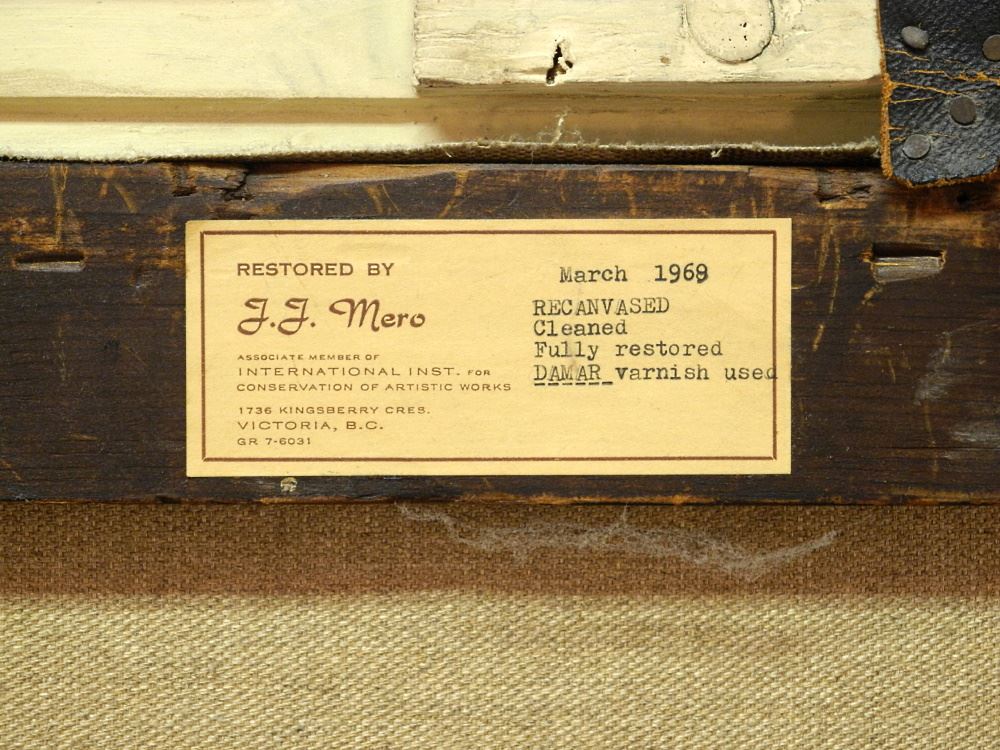 RESTORED BY
J.J. Mero
ASSOCIATE MEMBER OF
INTERNATIONAL INST. FOR
CONSERVATION OF ARTISTIC WORKS
1736 KINGSBERRY CRES.
VICTORIA, B.C.
GR 7-6031
March 1969
RECANVASED
Cleaned
Fully restored
DAMAR varnish used